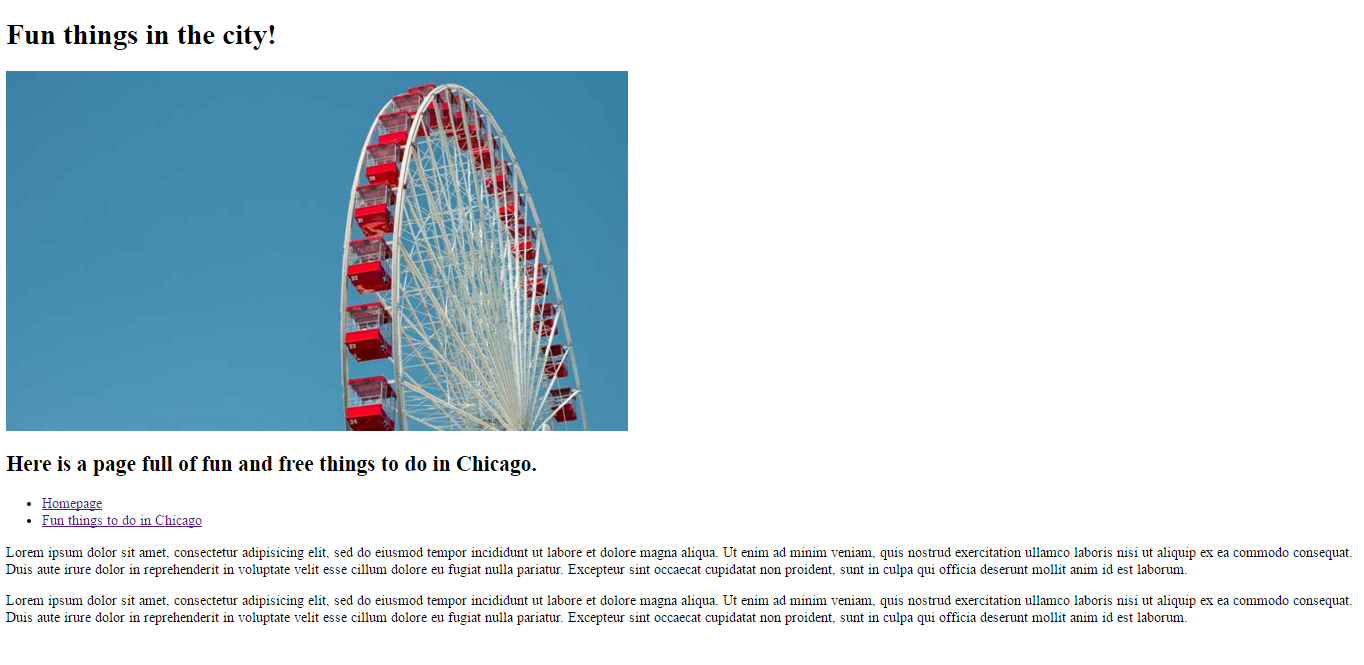 Fun things in the city!
Here is a page full of fun and free things to do in Chicago.
Homepage
Fun things to do in Chicago
Lorem ipsum dolor sit amet, consectetur adipisicing elit, sed do eiusmod tempor incididunt ut labore et dolore magna aliqua. Ut enim ad minim veniam, quis nostrud exercitation ullamco laboris nisi ut aliquip ex ea commodo consequat.
Duis aute irure dolor in reprehenderit in voluptate velit esse cillum dolore eu fugiat nulla pariatur. Excepteur sint occaecat cupidatat non proident, sunt in culpa qui officia deserunt mollit anim id est laborum.
Lorem ipsum dolor sit amet, consectetur adipisicing elit, sed do eiusmod tempor incididunt ut labore et dolore magna aliqua. Ut enim ad minim veniam, quis nostrud exercitation ullamco laboris nisi ut aliquip ex ea commodo consequat.
Duis aute irure dolor in reprehenderit in voluptate velit esse cillum dolore eu fugiat nulla pariatur. Excepteur sint occaecat cupidatat non proident, sunt in culpa qui officia deserunt mollit anim id est laborum.